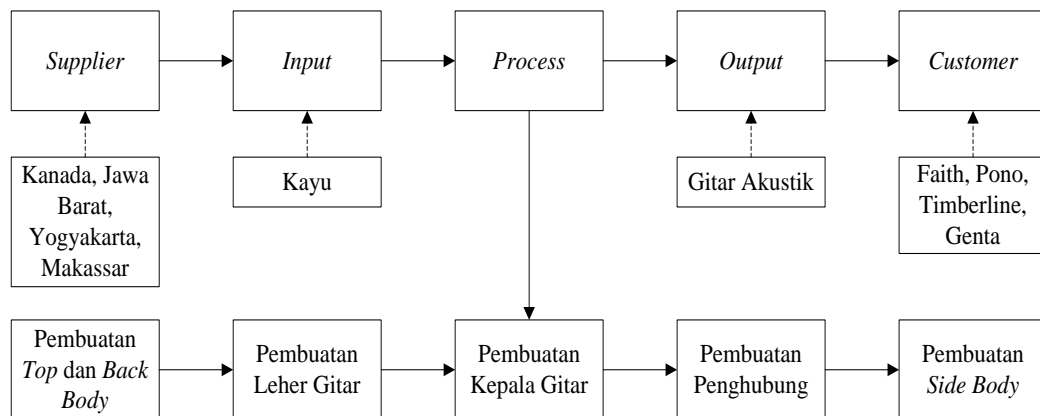 Supplier
Input
Process
Output
Customer
Kanada, Jawa
Barat,
Yogyakarta,
Makassar
Kayu
Gitar Akustik
Faith, Pono,
Timberline,
Genta
Pembuatan
Top dan Back
Body
Pembuatan
Leher Gitar
Pembuatan
Kepala Gitar
Pembuatan
Penghubung
Pembuatan
Side Body